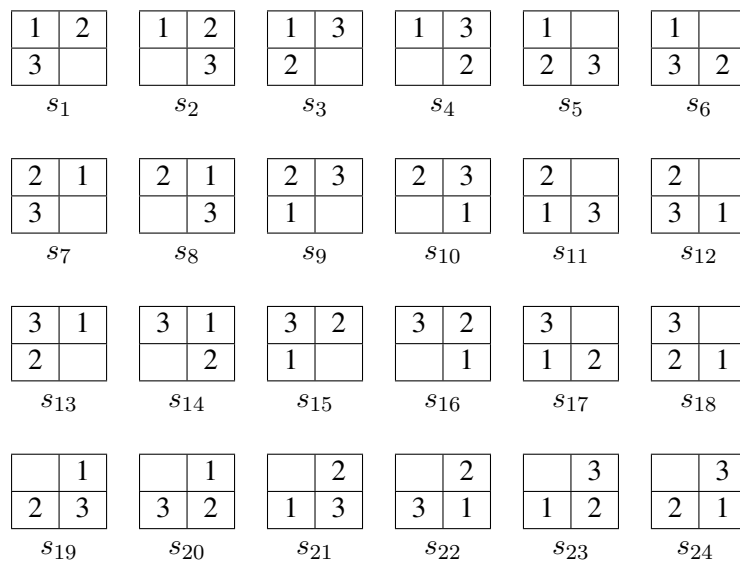 1 2 1 2 1 3 1 3 1 1
3 3 2 2 2 3 3 2
s1 s2 s3 s4 s5 s6
2 1 2 1 2 3 2 3 2 2
3 3 1 1 1 3 3 1
s7 s8 s9 s10 s11 s12
3 1 3 1 3 2 3 2 3 3
2 2 1 1 1 2 2 1
s13 s14 s15 s16 s17 s18
1 1 2 2 3 3
2 3 3 2 1 3 3 1 1 2 2 1
s19 s20 s21 s22 s23 s24